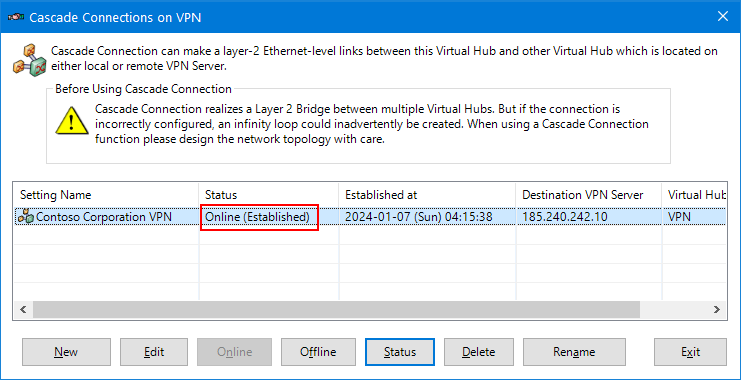 Cascade Connections on VPN
Cascade Connection can make a layer-2 Ethernet-level links between this Virtual Hub and other Virtual Hub which is located on
either local or remote VPN Server.
Before Using Cascade Connection
Cascade Connection realizes a Layer 2 Bridge between multiple Virtual Hubs. But if the connection is
incorrectly configured, an infinity loop could inadvertently be created. When using a Cascade Connection
function please design the network topology with care.
Setting Name Status Established at Destination VPN Server Virtual Hub
Contoso Corporation VPN Online (Established) 2024-01-07 (Sun) 04:15:38 185.240.242.10 VPN
New Edit Online Offline Status Delete Rename Exit